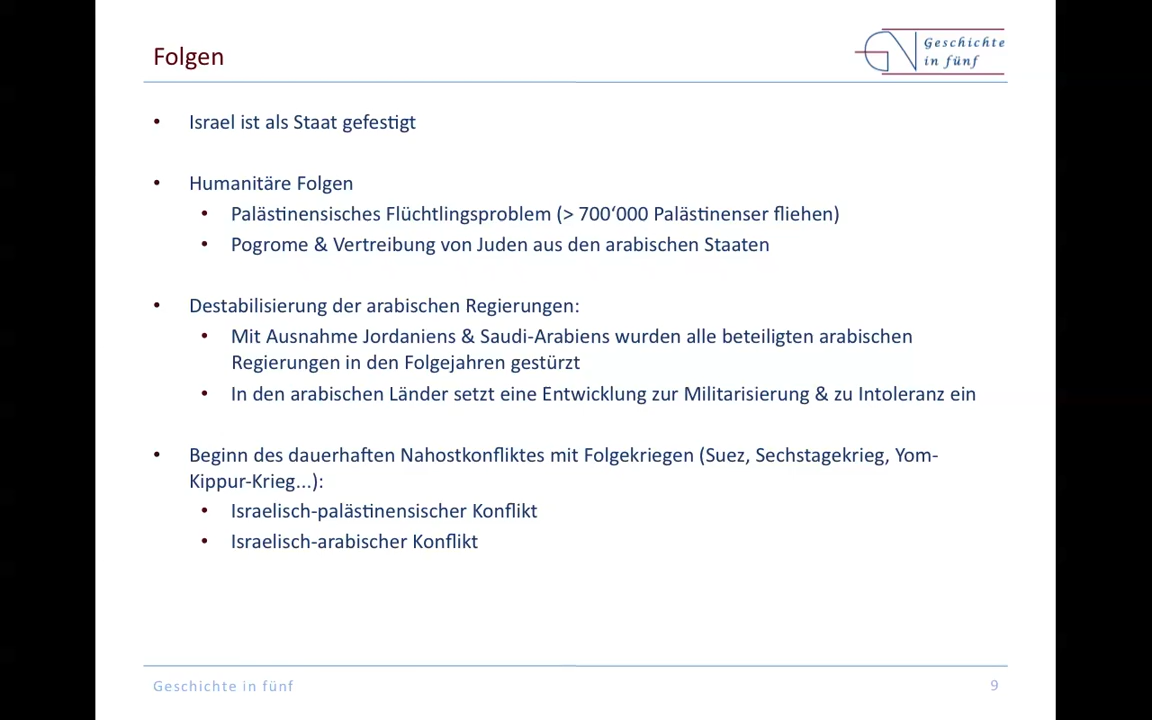 Folgen
Geschichte
in fünf
• Israel ist als Staat gefestigt
• Humanitäre Folgen
• Palästinensisches Flüchtlingsproblem (> 700‘000 Palästinenser fliehen)
• Pogrome & Vertreibung von Juden aus den arabischen Staaten
• Destabilisierung der arabischen Regierungen:
• Mit Ausnahme Jordaniens & Saudi-Arabiens wurden alle beteiligten arabischen
Regierungen in den Folgejahren gestürzt
• In den arabischen Länder setzt eine Entwicklung zur Militarisierung & zu Intoleranz ein
• Beginn des dauerhaften Nahostkonfliktes mit Folgekriegen (Suez, Sechstagekrieg, Yom-
Kippur-Krieg...):
• Israelisch-palästinensischer Konflikt
• Israelisch-arabischer Konflikt
Geschichte in fünf
9